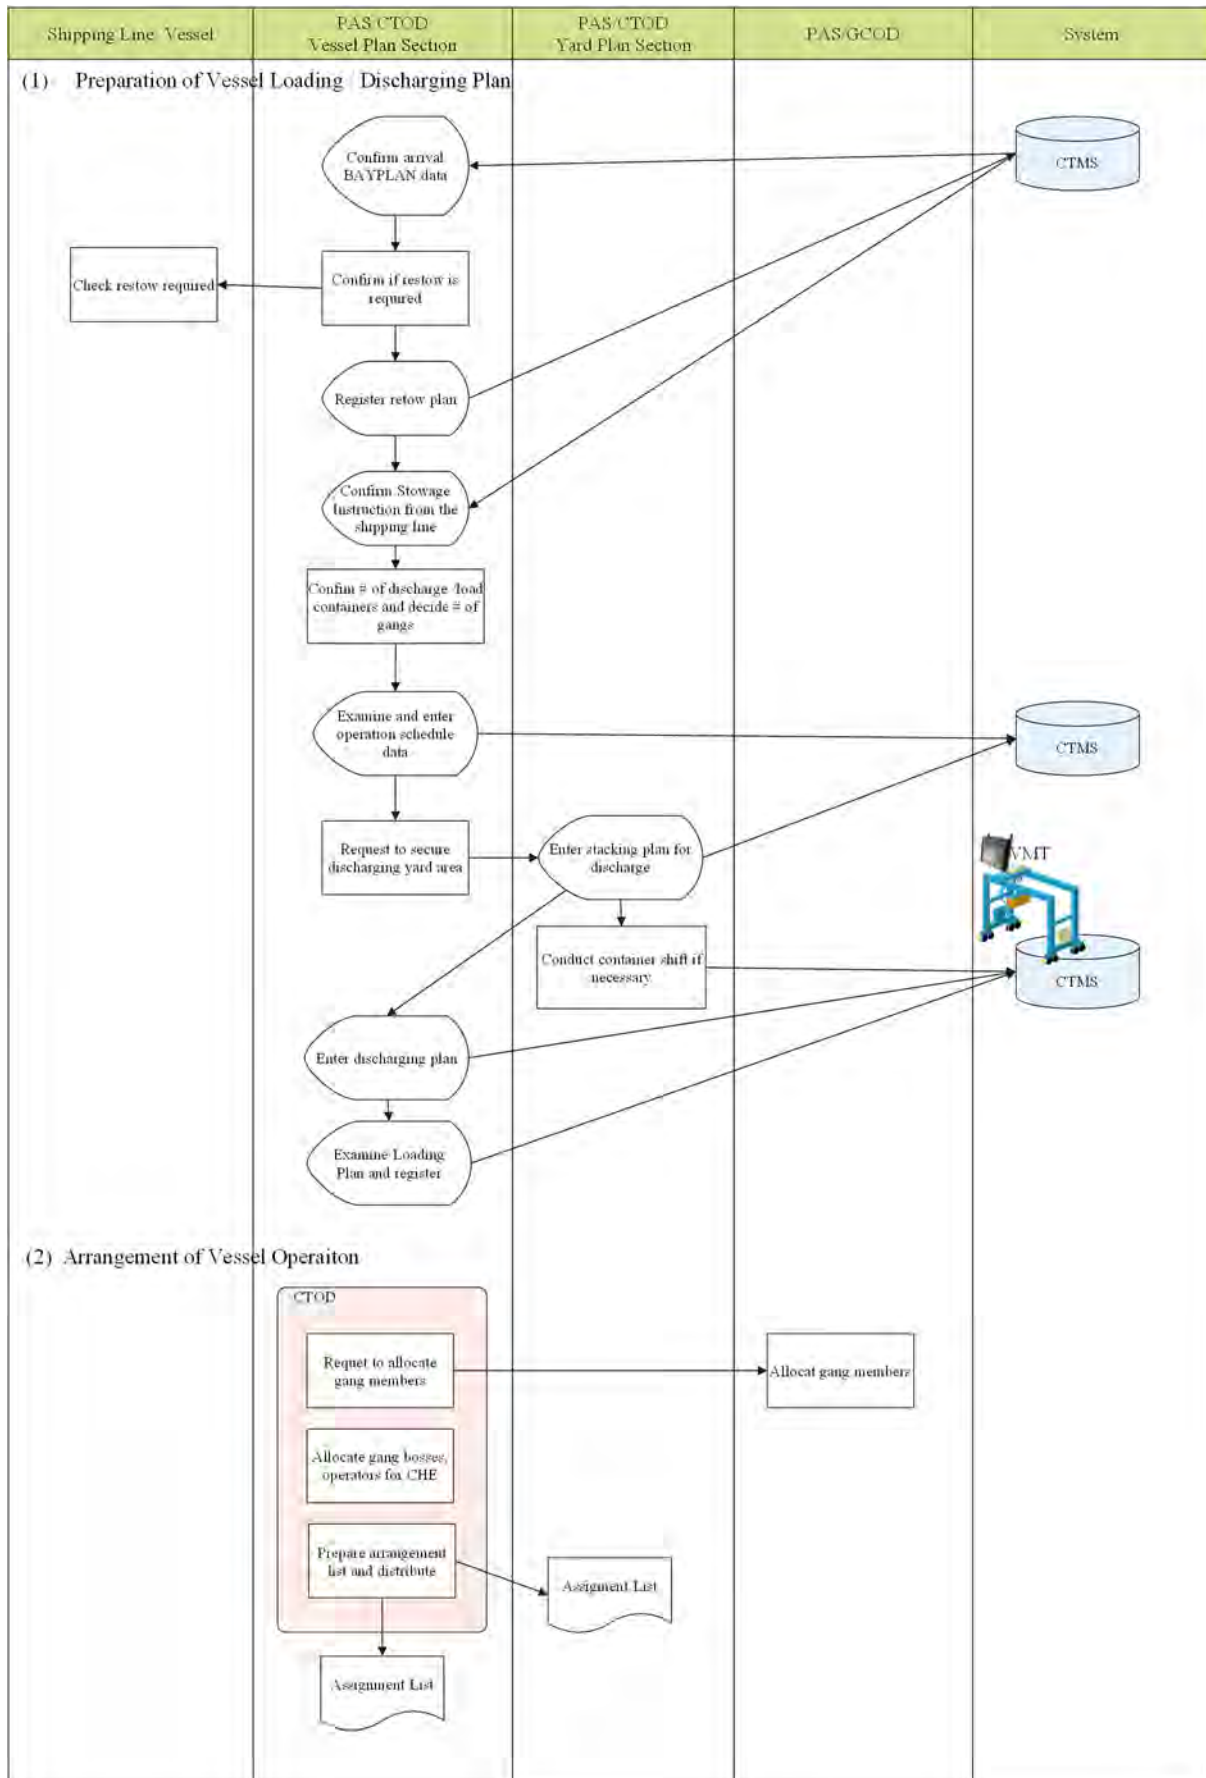 Shipping Line Vessel
PAS/CTOD
Vessel Plan Section
PAS/CTOD
Yard Plan Section
PAS/GCOD
System
(1) Preparation of Vessel Loading Discharging Plan
Confirm arrival
BAYPLAN data
CTMS
Check restow required
Confirm if restow is
required
Register retow plan
Confirm Stowage
Instruction from the
shipping line
Confim # of discharge /load
containers and decide # of
gangs
Examine and enter
operation schedule
data
CTMS
Request to secure
discharging yard area
Enter stacking plan for
discharge
VMT
Conduct container shift if
necessary
CTMS
Enter discharging plan
Examine Loading
Plan and register
(2) Arrangement of Vessel Operaiton
CTOD
Requet to allocate
gang members
Allocat gang members
Allocate gang bosses,
operators for CHE
Prepare arrangement
list and distribute
Assigiment List
Assignment List